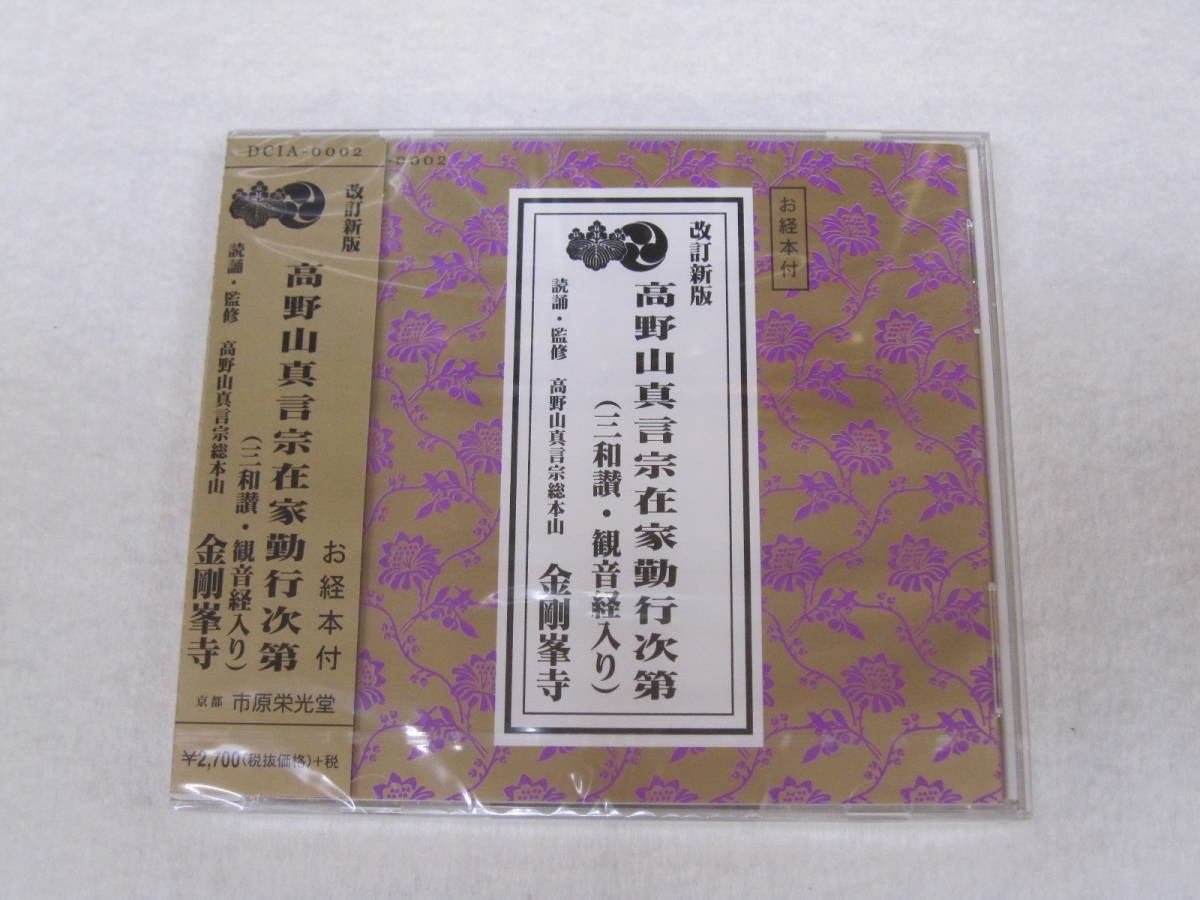 DCIA-0002
改訂新版
高野山真言宗在家勤行次第
(三和讃・観音経入り)
読誦・監修 高野山真言宗総本山
金剛峯寺
お経本付
京都 市原栄光堂
¥2,700(税抜価格)+税
-0002
お経本付
改訂新版
高野山真言宗在家勤行次第
(三和讃・観音経入り)
読誦・監修 高野山真言宗総本山
金剛峯寺